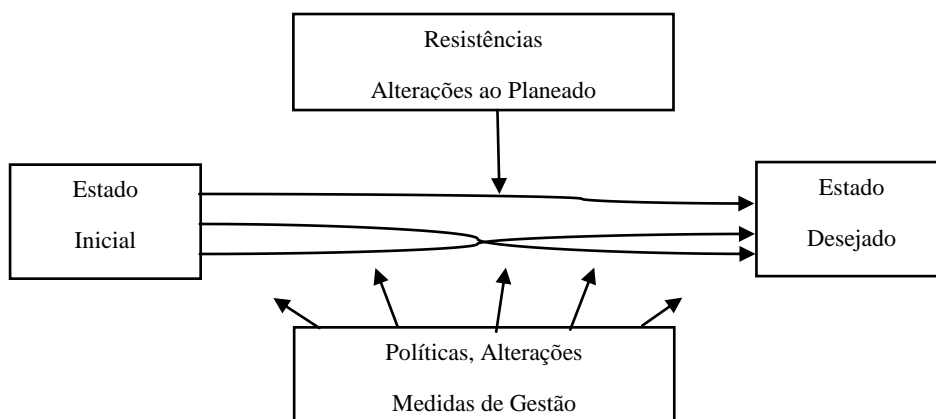 Resistências
Alterações ao Planeado
Estado
Inicial
Estado
Desejado
Políticas, Alterações
Medidas de Gestão